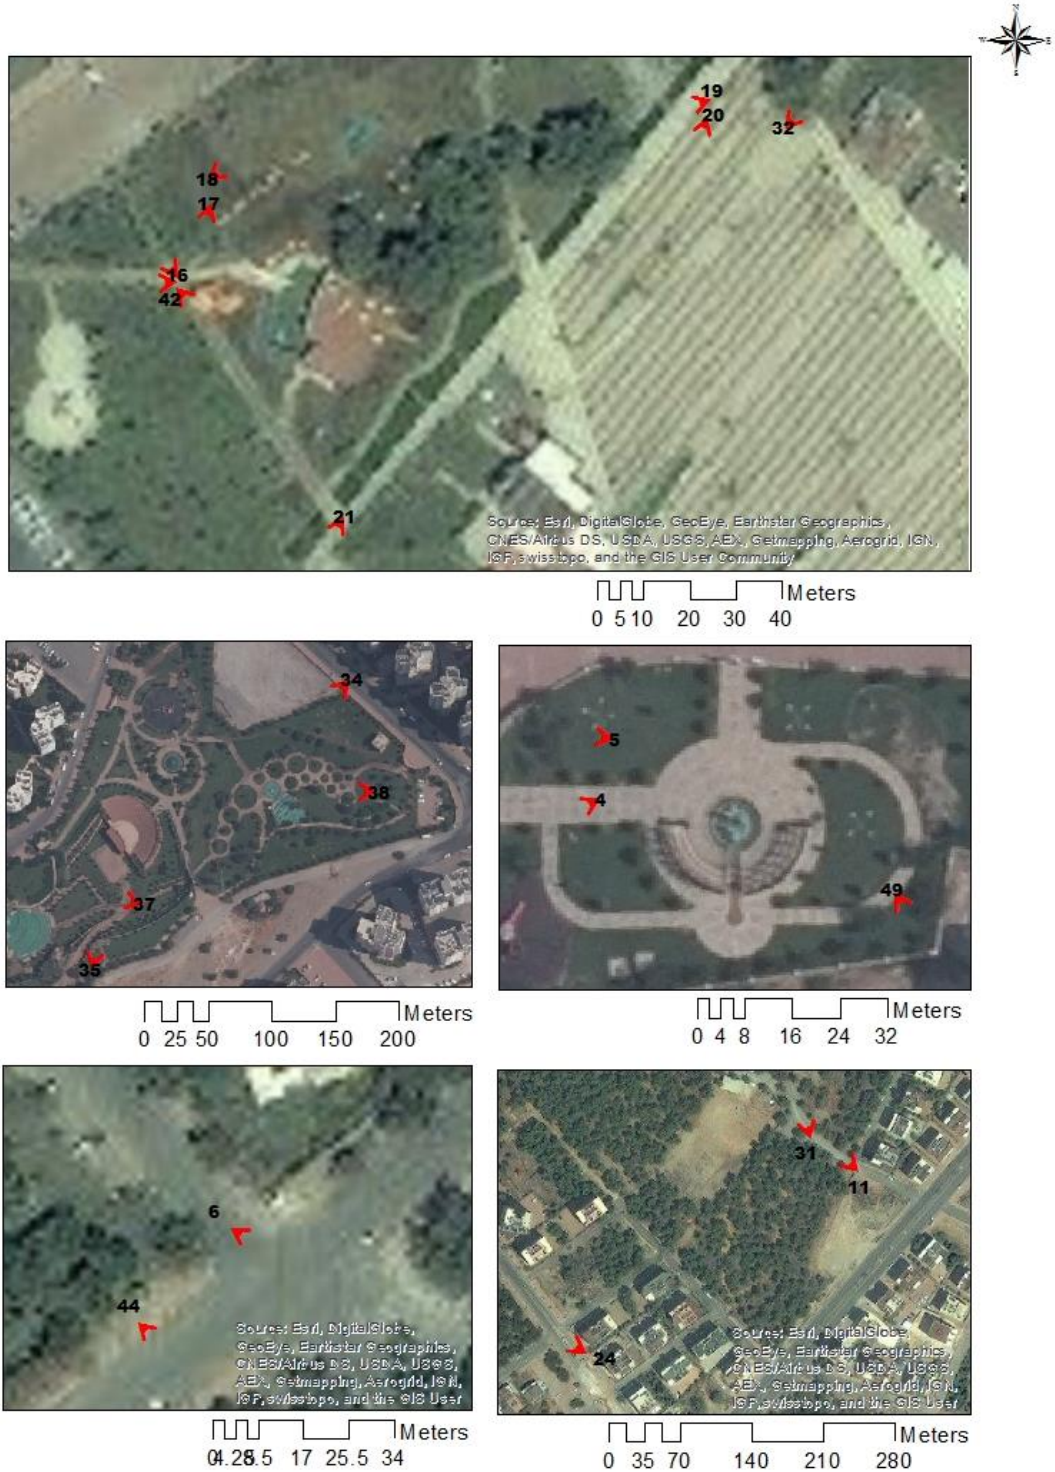 N
W E
S
19
20
32
18
17
16
42
21
Source: Esri, DigitalGlobe, GeoEye, Earthstar Geographics,
CNES/Airbus DS, USDA, USGS, AEX, Getmapping, Aerogrid, IGN,
IGP, swisstopo, and the GIS User Community
Meters
0 5 10 20 30 40
34
38
37
35
Meters
0 25 50 100 150 200
5
4
49
Meters
0 4 8 16 24 32
6
44
Source: Esri, DigitalGlobe,
GeoEye, Earthstar Geographics,
CNES/Airbus DS, USDA, USGS,
AEX, Getmapping, Aerogrid, IGN,
IGP, swisstopo, and the GIS User
Meters
0 4.25 8.5 17 25.5 34
31
11
24
Source: Esri, DigitalGlobe,
GeoEye, Earthstar Geographics,
CNES/Airbus DS, USDA, USGS,
AEX, Getmapping, Aerogrid, IGN,
IGP, swisstopo, and the GIS User
Meters
0 35 70 140 210 280